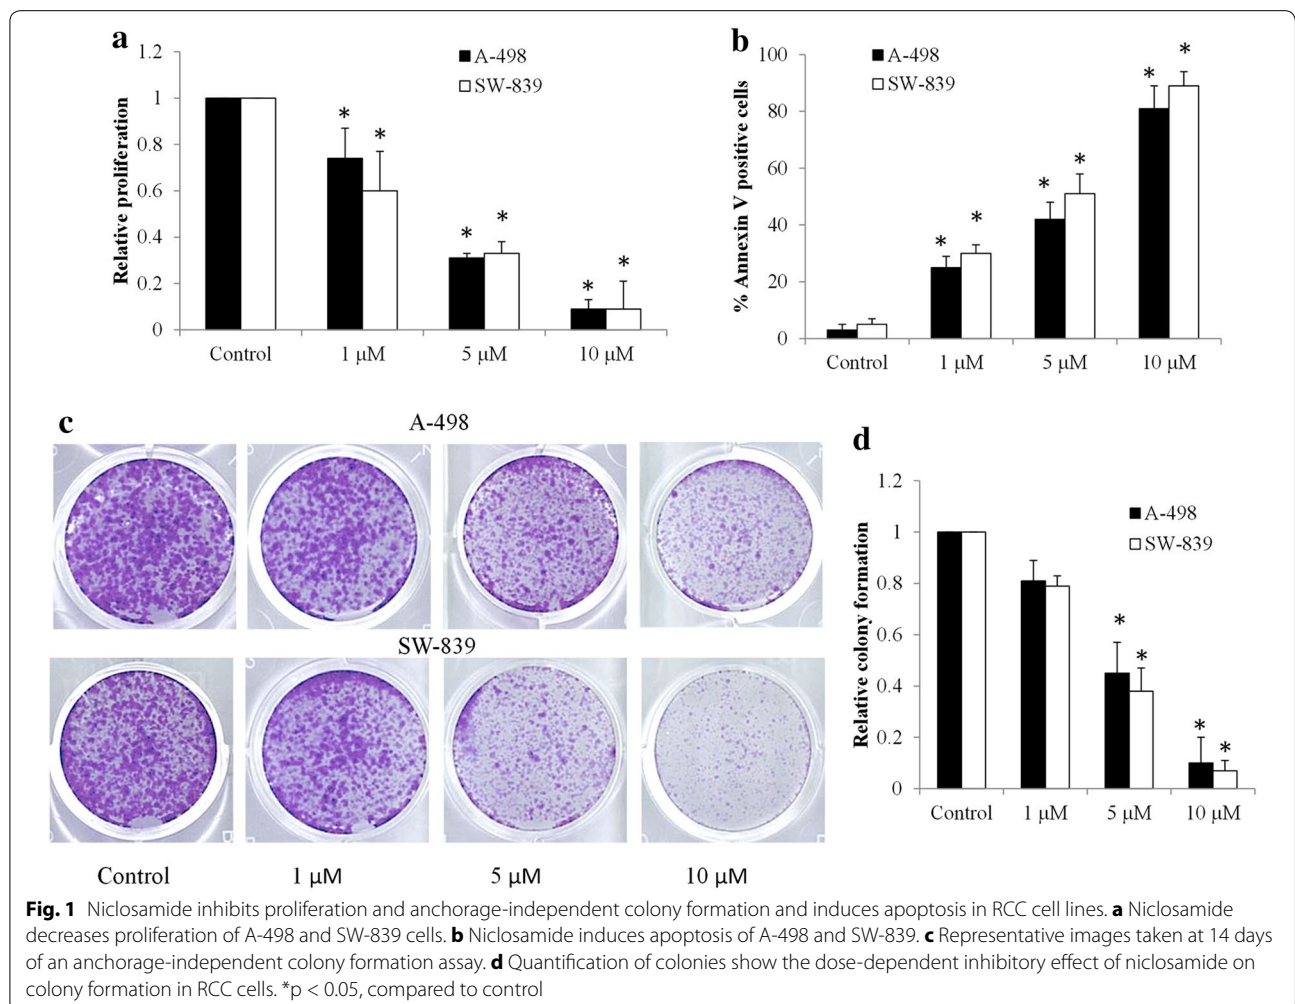 a
1.2
1
0.8
0.6
0.4
0.2
0
Relative proliferation
A-498
SW-839
* *
* *
* *
Control 1 μM 5 μM 10 μM
b
100
80
60
40
20
0
% Annexin V positive cells
A-498
SW-839
* *
* *
* *
Control 1 μM 5 μM 10 μM
c
A-498
SW-839
Control 1 μM 5 μM 10 μM
d
1.2
1
0.8
0.6
0.4
0.2
0
Relative colony formation
A-498
SW-839
* *
* *
Control 1 μM 5 μM 10 μM
Fig. 1 Niclosamide inhibits proliferation and anchorage-independent colony formation and induces apoptosis in RCC cell lines. a Niclosamide
decreases proliferation of A-498 and SW-839 cells. b Niclosamide induces apoptosis of A-498 and SW-839. c Representative images taken at 14 days
of an anchorage-independent colony formation assay. d Quantification of colonies show the dose-dependent inhibitory effect of niclosamide on
colony formation in RCC cells. *p < 0.05, compared to control